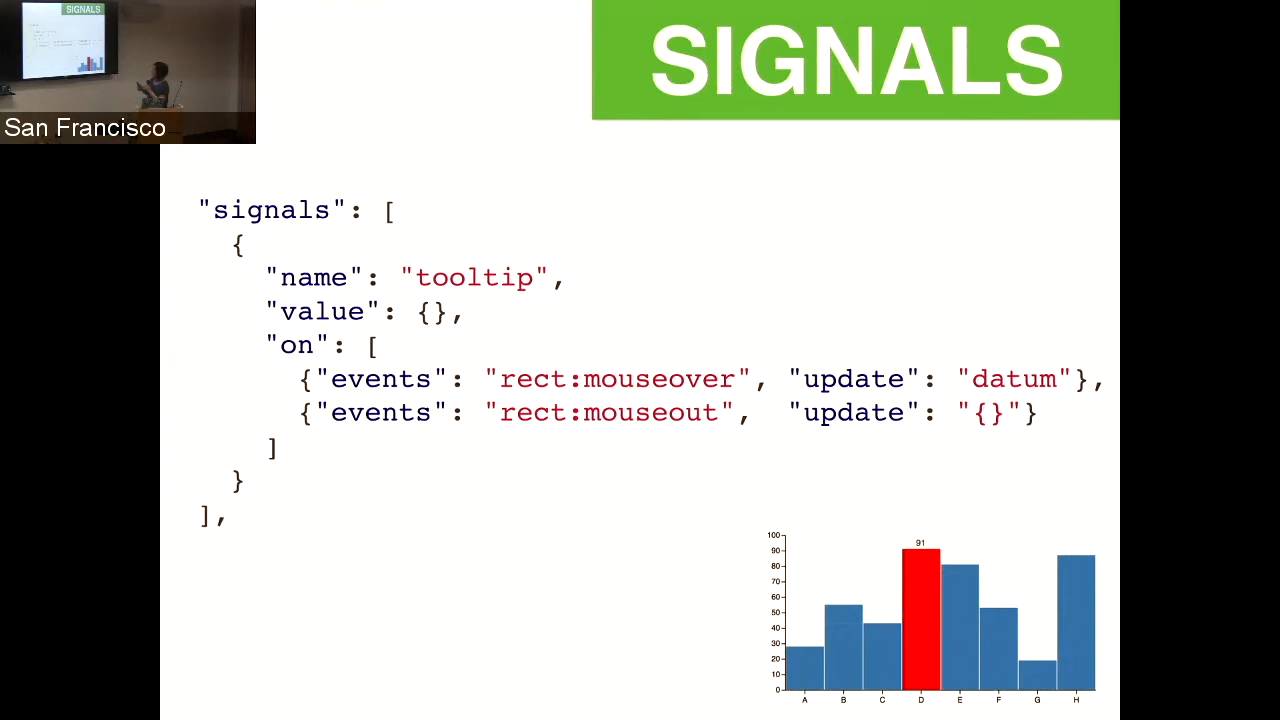 SIGNALS
SIGNALS
San Francisco
"signals": [
  {
    "name": "tooltip",
    "value": {},
    "on": [
      {"events": "rect:mouseover", "update": "datum"},
      {"events": "rect:mouseout",  "update": "{}"}
    ]
  }
],
91
100
90
80
70
60
50
40
30
20
10
0
A B C D E F G H